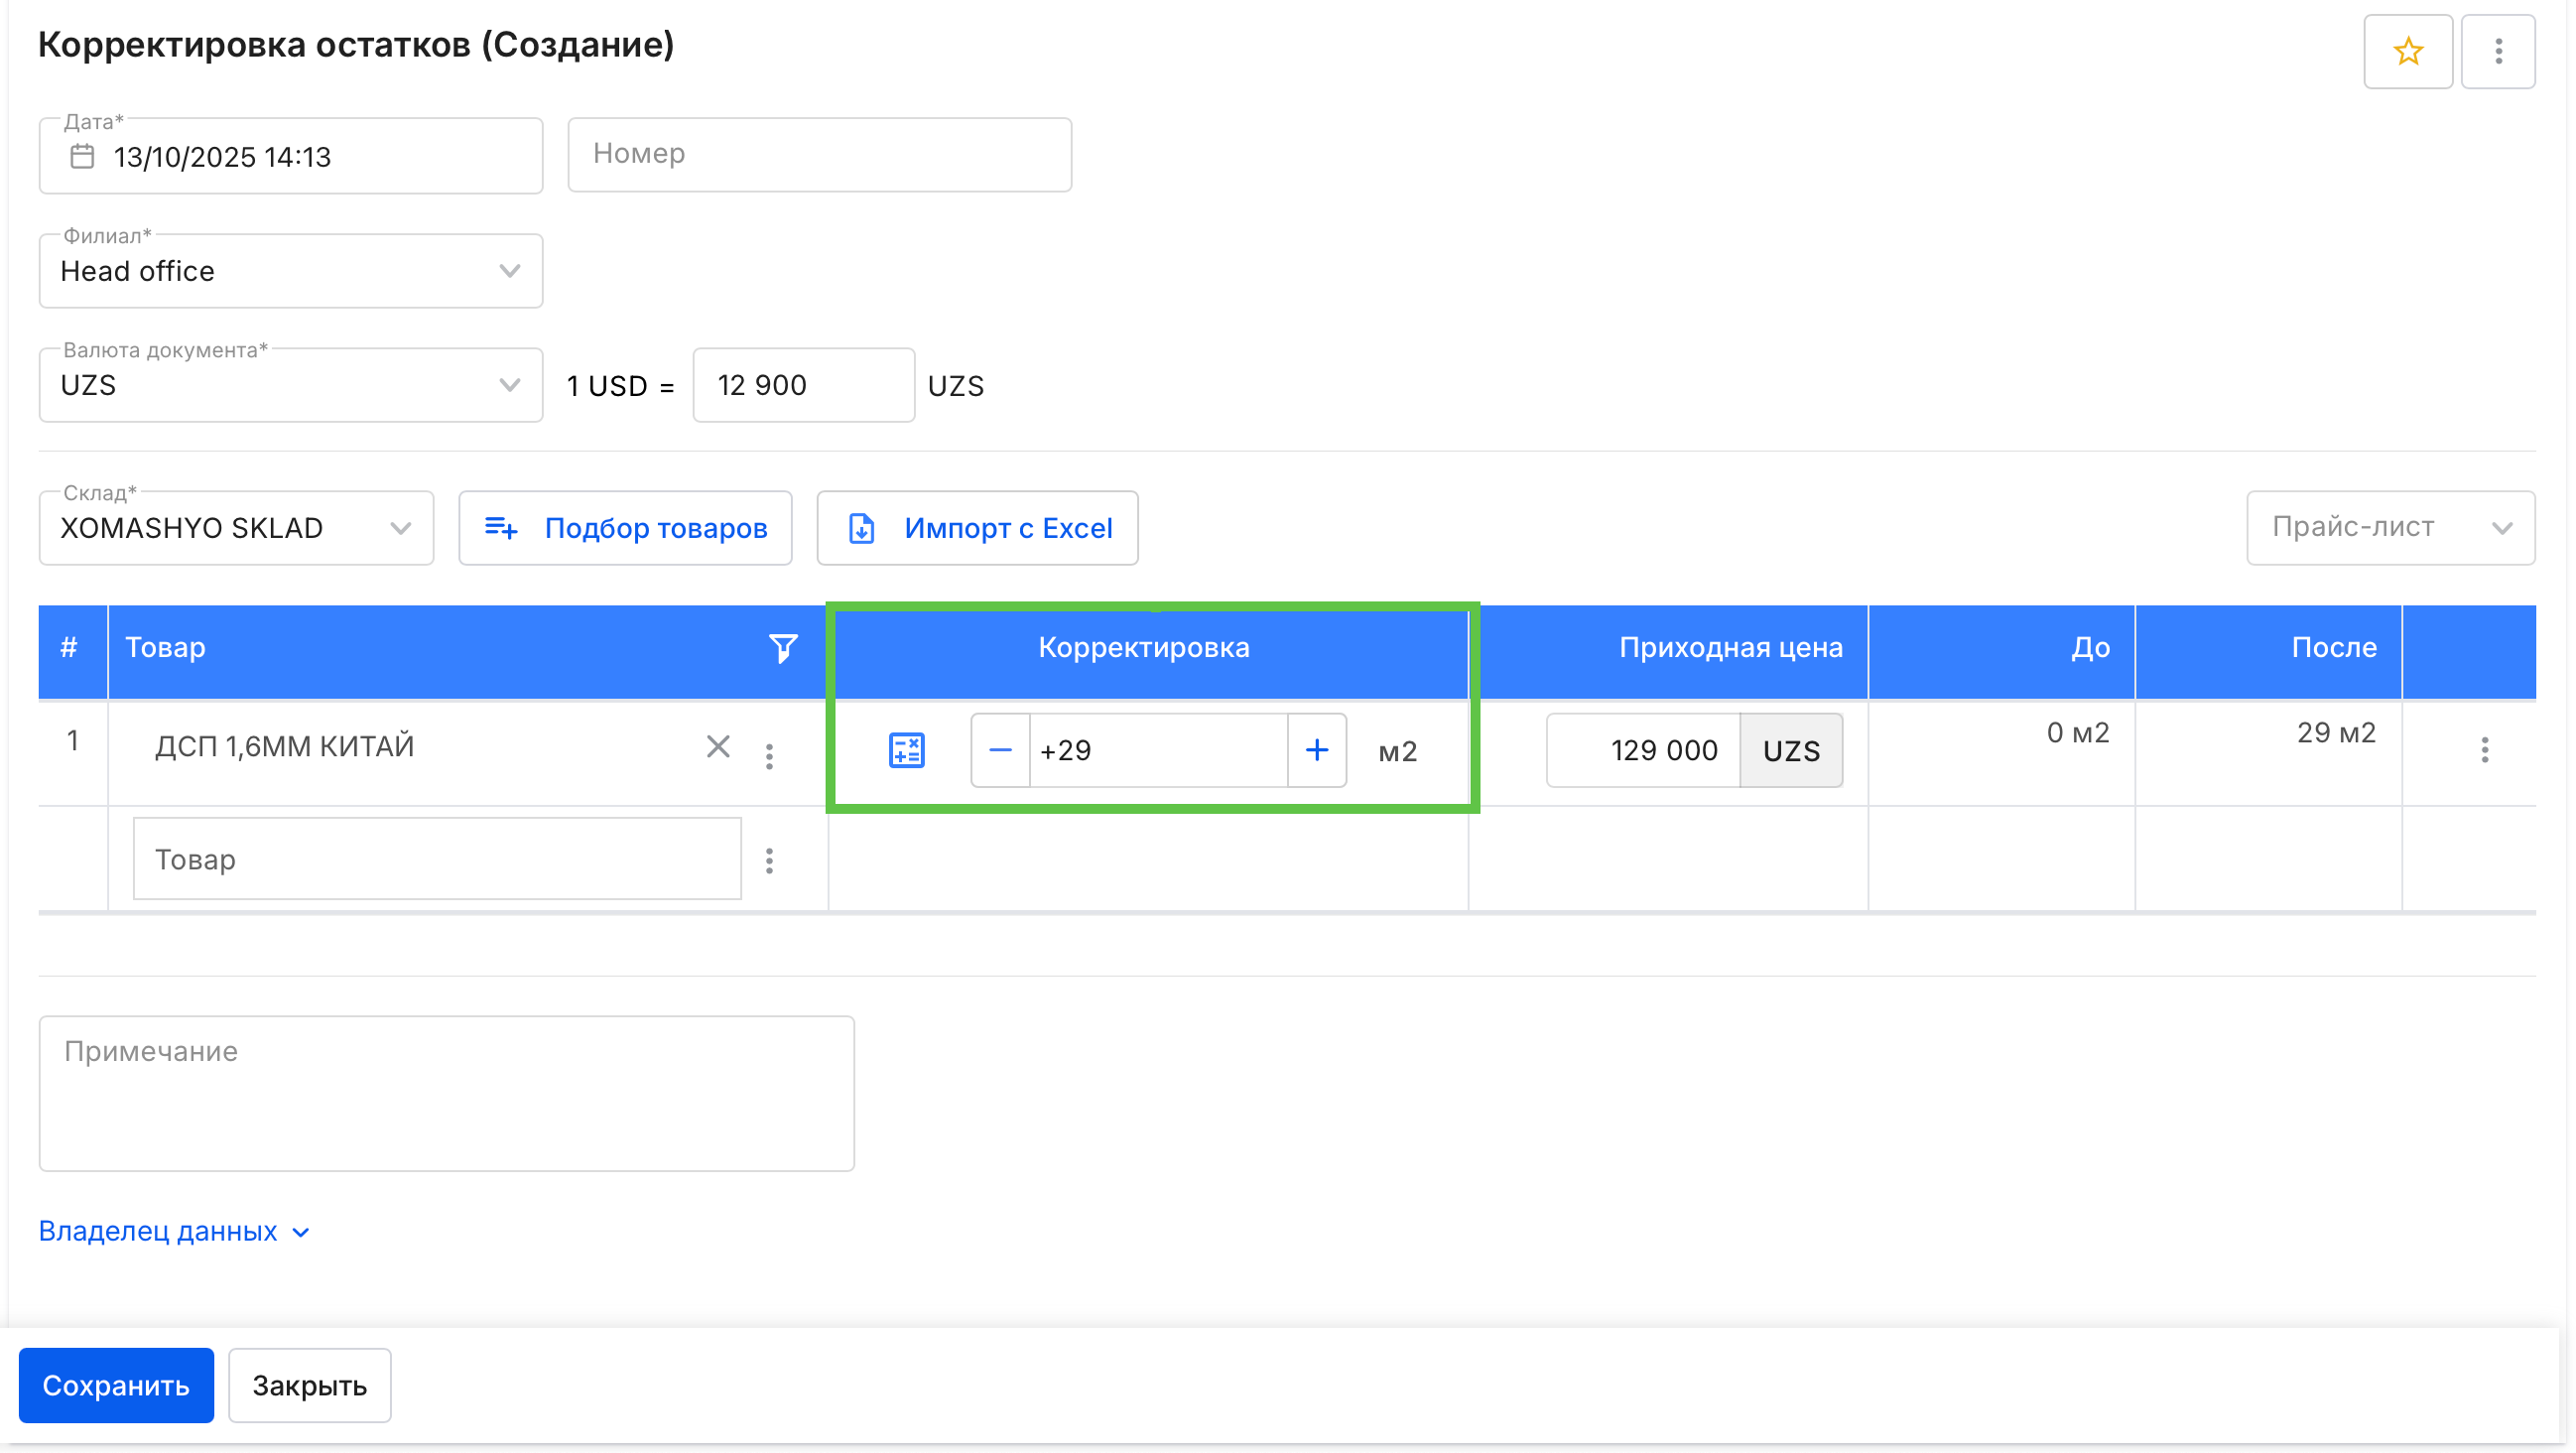 Корректировка остатков (Создание)
Дата*
13/10/2025 14:13
Номер
Филиал*
Head office
Валюта документа*
UZS
1 USD =
12 900
UZS
Склад*
XOMASHYO SKLAD
Подбор товаров
Импорт с Excel
Прайс-лист
# Товар Корректировка Приходная цена До После
1 ДСП 1,6ММ КИТАЙ +29 м2 129 000 UZS 0 м2 29 м2
Товар
Примечание
Владелец данных
Сохранить
Закрыть